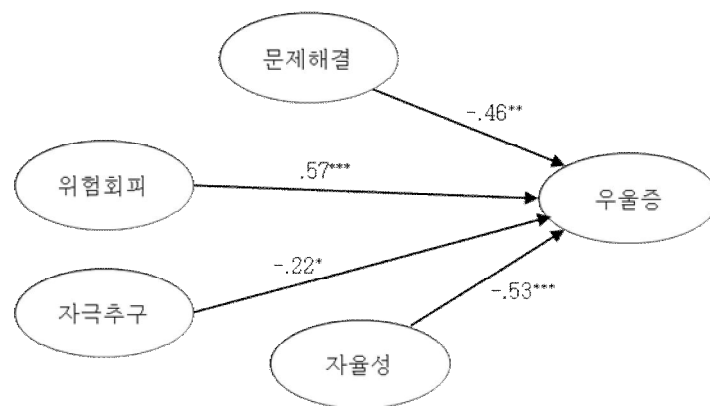 문제해결
-.46**
위험회피
.57***
우울증
-.22*
자극추구
-.53***
자율성